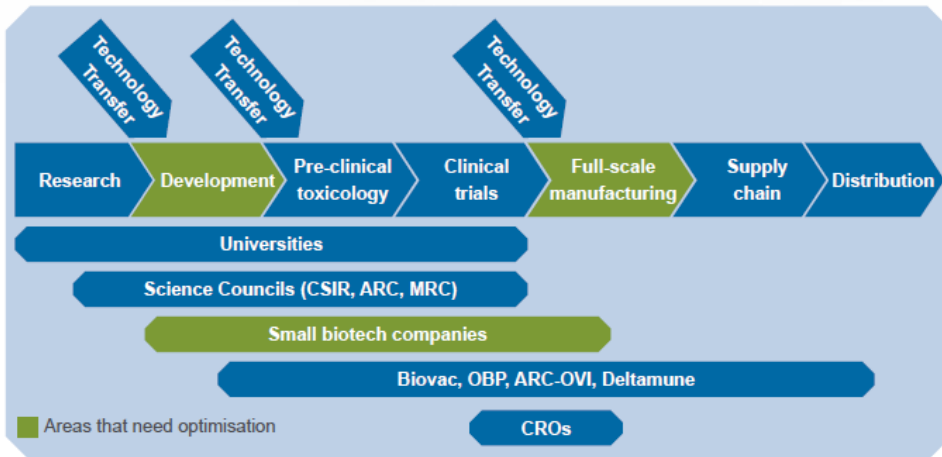 Technology
Transfer
Technology
Transfer
Technology
Transfer
Research
Development
Pre-clinical
toxicology
Clinical
trials
Full-scale
manufacturing
Supply
chain
Distribution
Universities
Science Councils (CSIR, ARC, MRC)
Small biotech companies
Biovac, OBP, ARC-OVI, Deltamune
CROs
Areas that need optimisation